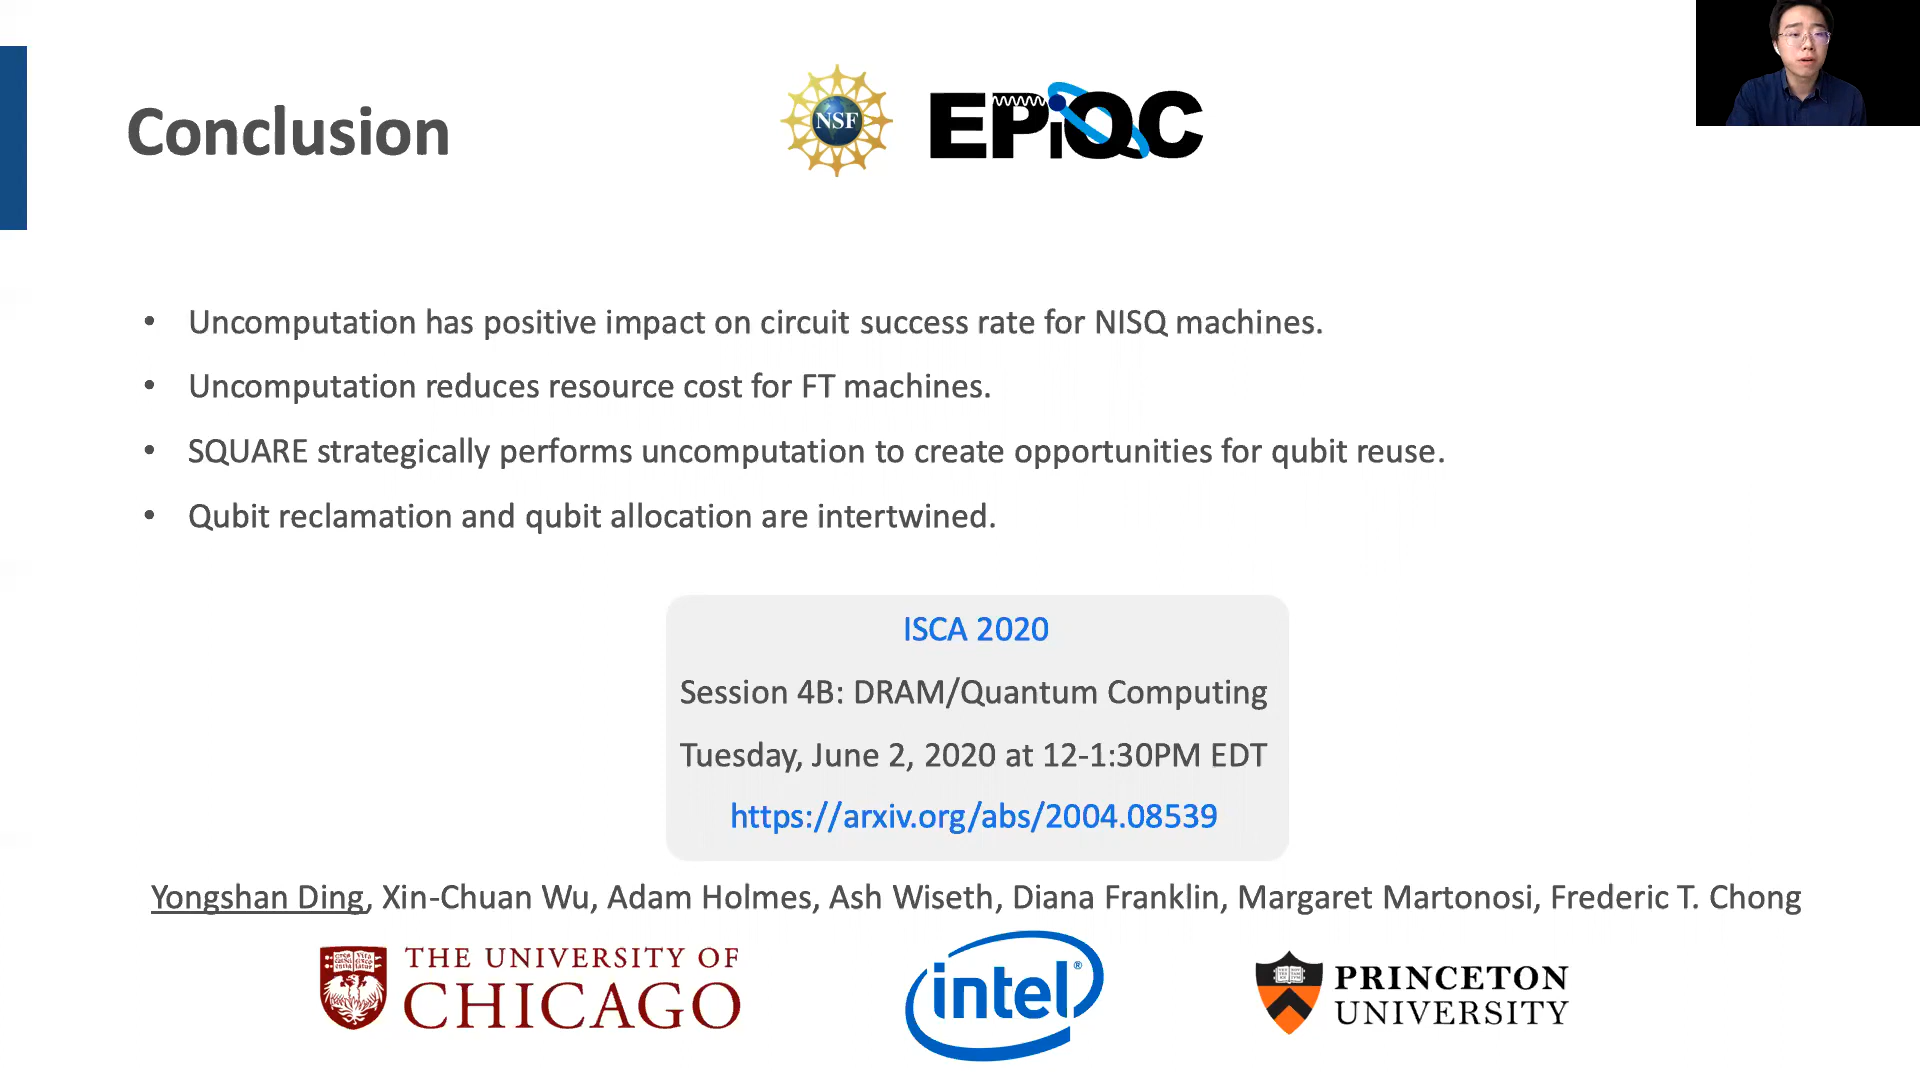 Conclusion
NSF
EPiQC
• Uncomputation has positive impact on circuit success rate for NISQ machines.
• Uncomputation reduces resource cost for FT machines.
• SQUARE strategically performs uncomputation to create opportunities for qubit reuse.
• Qubit reclamation and qubit allocation are intertwined.
ISCA 2020
Session 4B: DRAM/Quantum Computing
Tuesday, June 2, 2020 at 12-1:30PM EDT
https://arxiv.org/abs/2004.08539
Yongshan Ding, Xin-Chuan Wu, Adam Holmes, Ash Wiseth, Diana Franklin, Margaret Martonosi, Frederic T. Chong
THE UNIVERSITY OF
CHICAGO
intel®
PRINCETON
UNIVERSITY